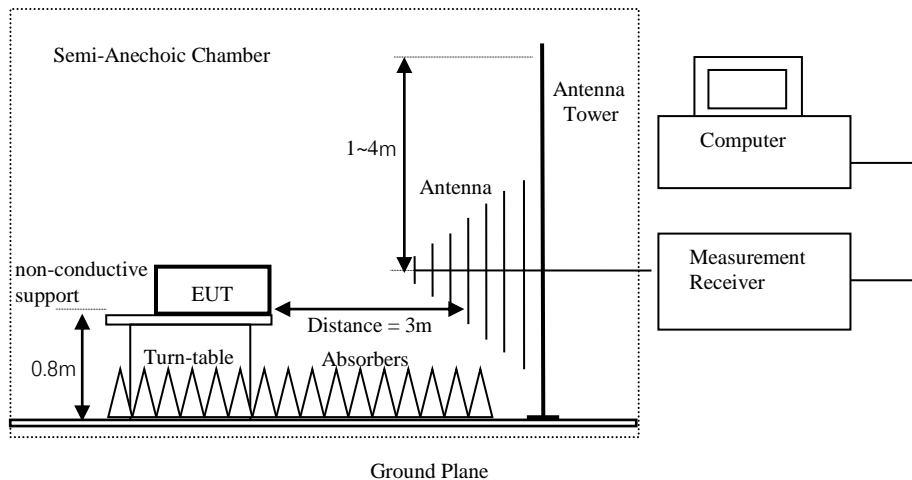 Semi-Anechoic Chamber
Antenna
Tower
Computer
1~4m
Antenna
Measurement
Receiver
non-conductive
support
EUT
Distance = 3m
0.8m
Turn-table
Absorbers
Ground Plane